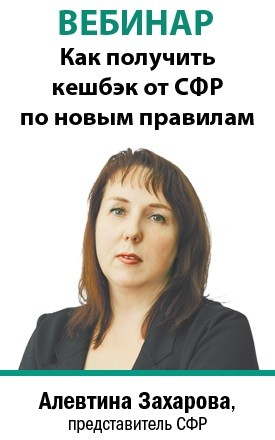 ВЕБИНАР
Как получить
кешбэк от СФР
по новым правилам
Алевтина Захарова,
представитель СФР